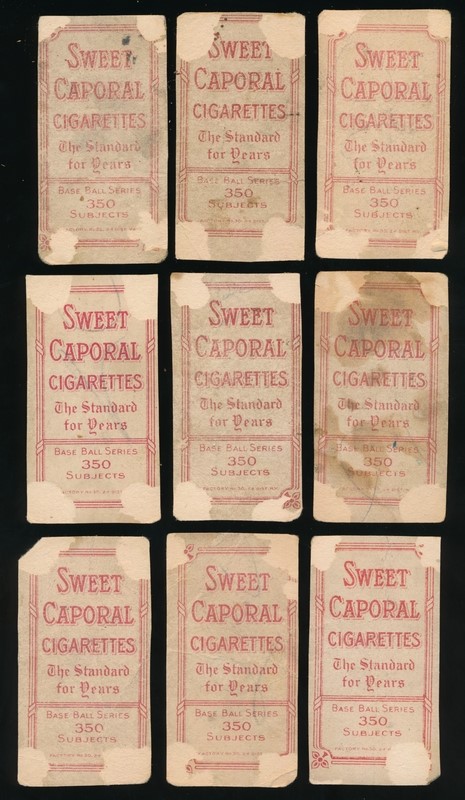 SWEET
CAPORAL
CIGARETTES
The Standard
for Years
BASE BALL SERIES
350
SUBJECTS
SWEET
CAPORAL
CIGARETTES
The Standard
for Years
BASE BALL SERIES
350
SUBJECTS
SWEET
CAPORAL
CIGARETTES
The Standard
for Years
BASE BALL SERIES
350
SUBJECTS
SWEET
CAPORAL
CIGARETTES
The Standard
for Years
BASE BALL SERIES
350
SUBJECTS
SWEET
CAPORAL
CIGARETTES
The Standard
for Years
BASE BALL SERIES
350
SUBJECTS
SWEET
CAPORAL
CIGARETTES
The Standard
for Years
BASE BALL SERIES
350
SUBJECTS
SWEET
CAPORAL
CIGARETTES
The Standard
for Years
BASE BALL SERIES
350
SUBJECTS
SWEET
CAPORAL
CIGARETTES
The Standard
for Years
BASE BALL SERIES
350
SUBJECTS
SWEET
CAPORAL
CIGARETTES
The Standard
for Years
BASE BALL SERIES
350
SUBJECTS